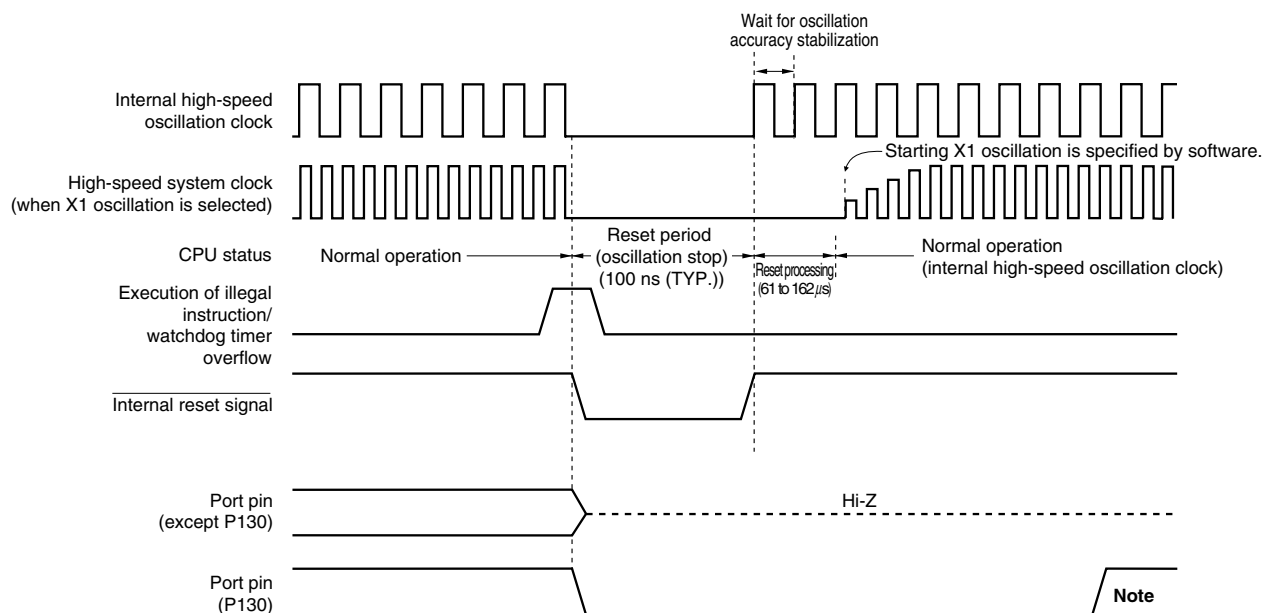 Wait for oscillation
accuracy stabilization
Internal high-speed
oscillation clock
Starting X1 oscillation is specified by software.
High-speed system clock
(when X1 oscillation is selected)
CPU status
Normal operation
Reset period
(oscillation stop)
(100 ns (TYP.))
Reset processing
(61 to 162 μs)
Normal operation
(internal high-speed oscillation clock)
Execution of illegal
instruction/
watchdog timer
overflow
Internal reset signal
Port pin
(except P130)
Hi-Z
Port pin
(P130)
Note